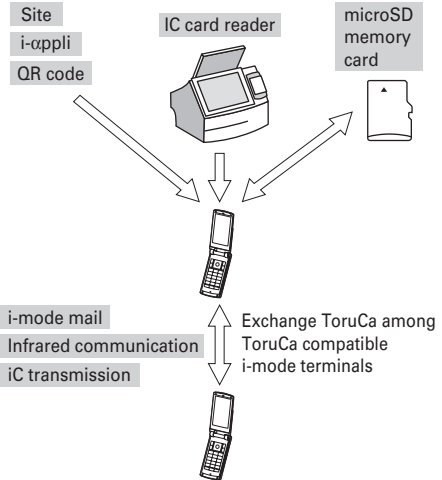 Site
i-αppli
QR code
IC card reader
microSD
memory
card
i-mode mail
Infrared communication
iC transmission
Exchange ToruCa among
ToruCa compatible
i-mode terminals